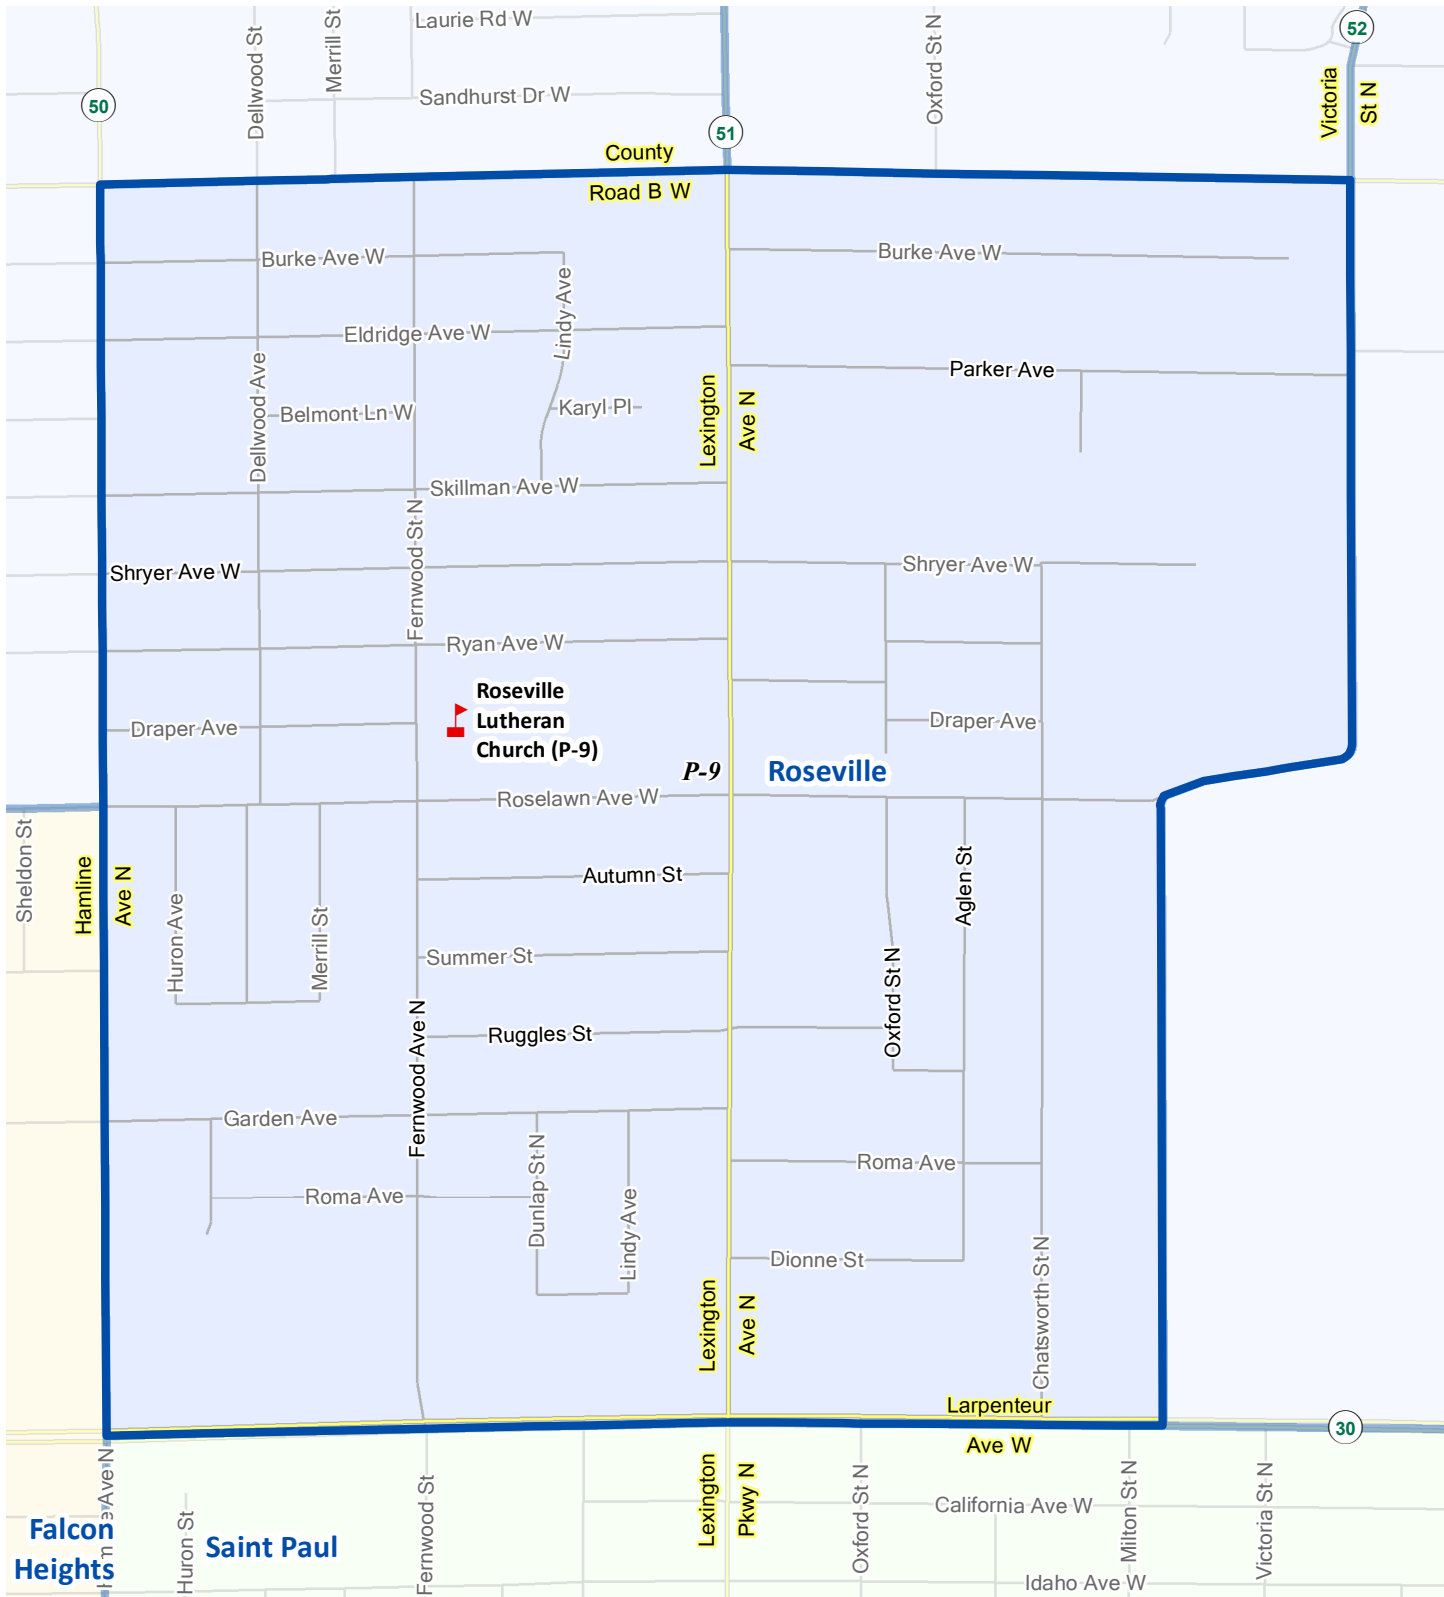 Laurie Rd W
Merrill St
Dellwood St
Oxford St N
52
Victoria
St N
Sandhurst Dr W
50
51
County
Road B W
Burke Ave W
Burke Ave W
Lindy Ave
Eldridge Ave W
Dellwood Ave
Parker Ave
Lexington
Ave N
Belmont Ln W
Karyl Pl
Skillman Ave W
Fernwood St N
Shryer Ave W
Shryer Ave W
Ryan Ave W
Roseville
Lutheran
Church (P-9)
Draper Ave
Draper Ave
P-9
Roseville
Roselawn Ave W
Sheldon St
Hamline
Ave N
Autumn St
Aglen St
Huron Ave
Merrill St
Summer St
Oxford St N
Fernwood Ave N
Ruggles St
Garden Ave
Roma Ave
Dunlap St N
Roma Ave
Lindy Ave
Dionne St
Chatsworth St N
Lexington
Ave N
Larpenteur
Ave W
30
Ave N
Lexington
Pkwy N
Fernwood St
Oxford St N
California Ave W
Milton St N
Victoria St N
Falcon
Heights
Huron St
Saint Paul
Idaho Ave W